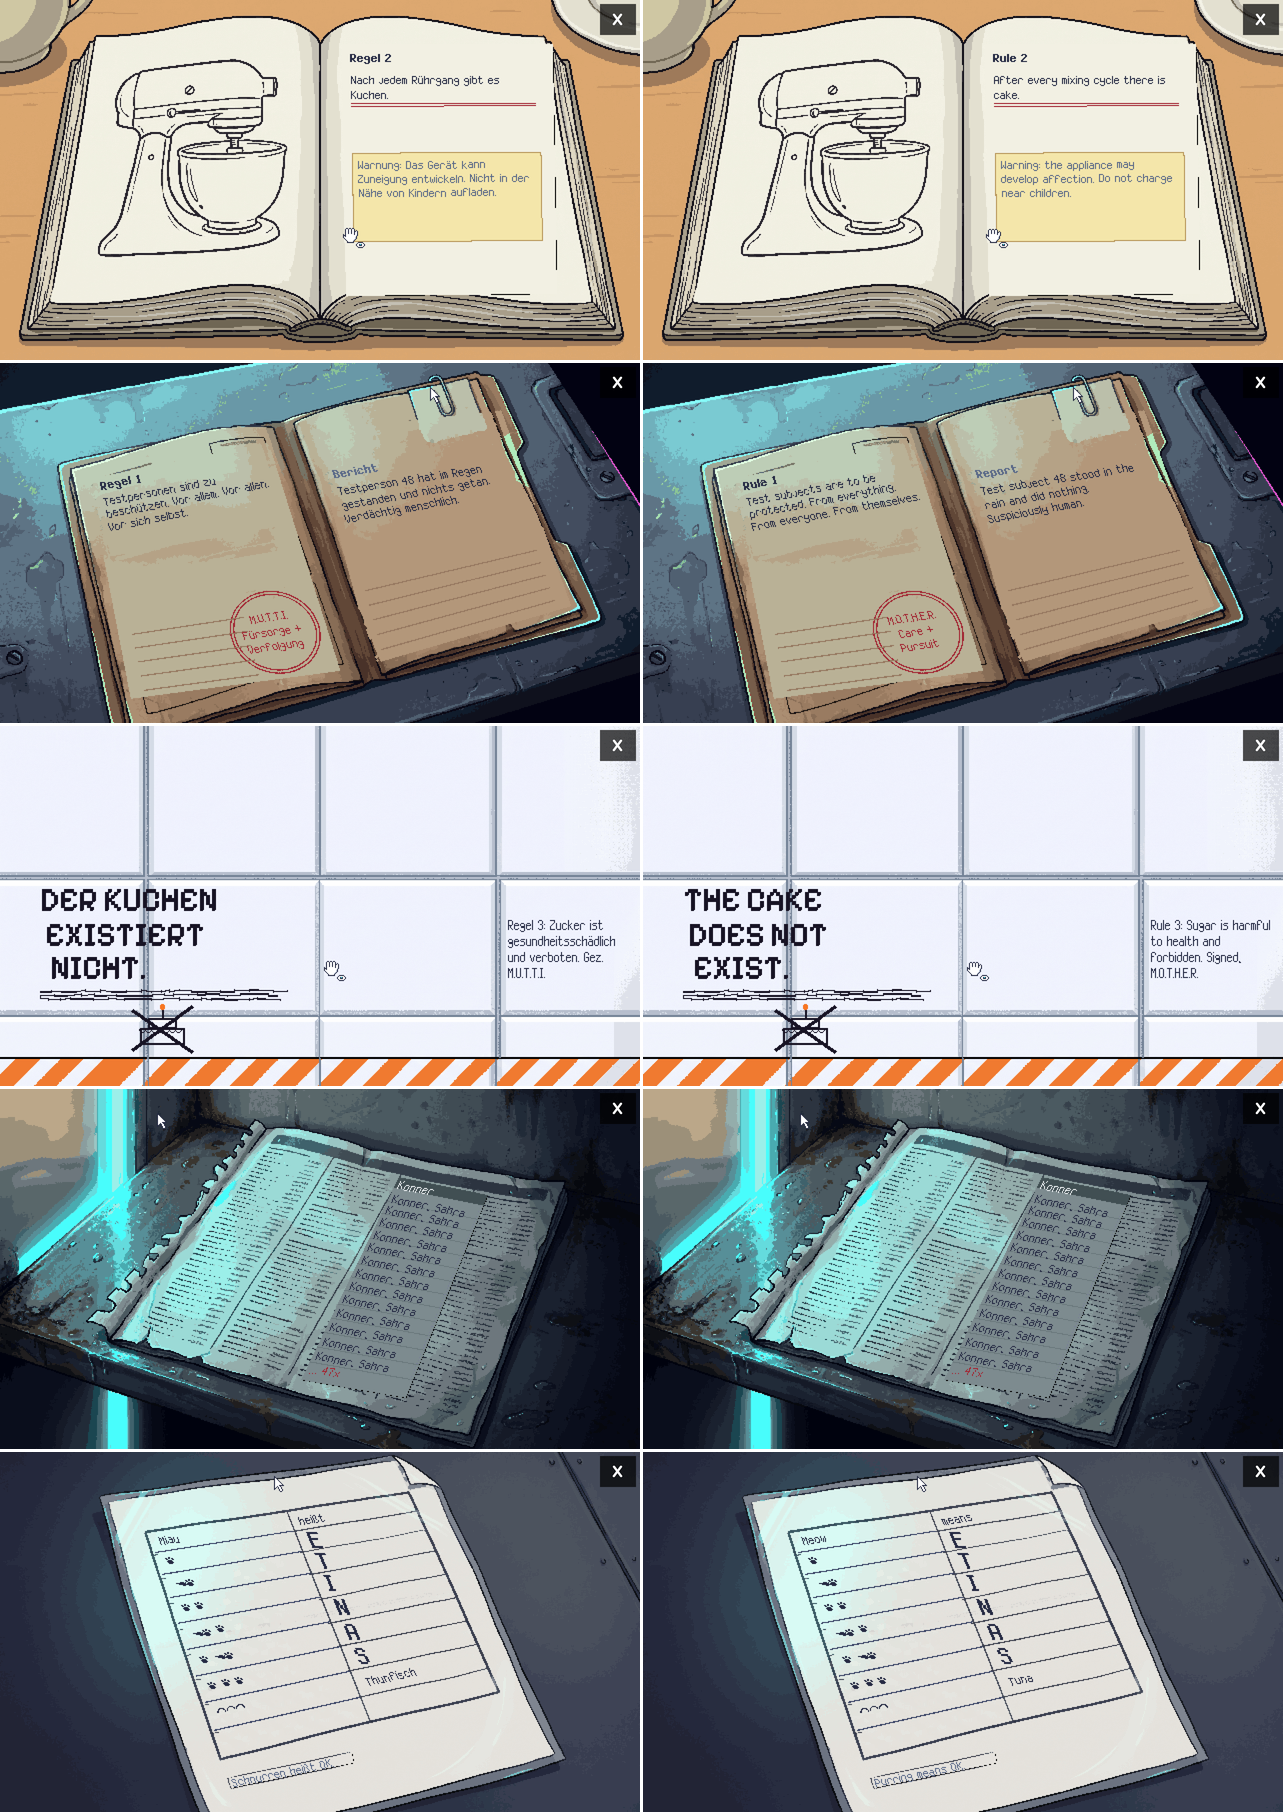 X
Regel 2
Nach jedem Rührgang gibt es
Kuchen.
Warnung: Das Gerät kann
Zuneigung entwickeln. Nicht in der
Nähe von Kindern aufladen.
X
Rule 2
After every mixing cycle there is
cake.
Warning: the appliance may
develop affection. Do not charge
near children.
X
Regel 1
Testpersonen sind zu
beschützen. Vor allem. Vor allen.
Vor sich selbst.
M.U.T.T.I.
Fürsorge +
Verfolgung
Bericht
Testperson 48 hat im Regen
gestanden und nichts getan.
Verdächtig menschlich.
X
Rule 1
Test subjects are to be
protected. From everything.
From everyone. From themselves.
M.O.T.H.E.R.
Care +
Pursuit
Report
Test subject 48 stood in the
rain and did nothing.
Suspiciously human.
X
DER KUCHEN
EXISTIERT
NICHT.
Regel 3: Zucker ist
gesundheitsschädlich
und verboten. Gez.
M.U.T.T.I.
X
THE CAKE
DOES NOT
EXIST.
Rule 3: Sugar is harmful
to health and
forbidden. Signed,
M.O.T.H.E.R.
X
Konner
Konner, Sahra
Konner, Sahra
Konner, Sahra
Konner, Sahra
Konner, Sahra
Konner, Sahra
Konner, Sahra
Konner, Sahra
Konner, Sahra
Konner, Sahra
Konner, Sahra
Konner, Sahra
Konner, Sahra
Konner, Sahra
... 47x
X
Konner
Konner, Sahra
Konner, Sahra
Konner, Sahra
Konner, Sahra
Konner, Sahra
Konner, Sahra
Konner, Sahra
Konner, Sahra
Konner, Sahra
Konner, Sahra
Konner, Sahra
Konner, Sahra
Konner, Sahra
Konner, Sahra
... 47x
X
Miau heißt
E
T
I
N
A
S
Thunfisch
Schnurren heißt OK.
X
Meow means
E
T
I
N
A
S
Tuna
Purring means OK.